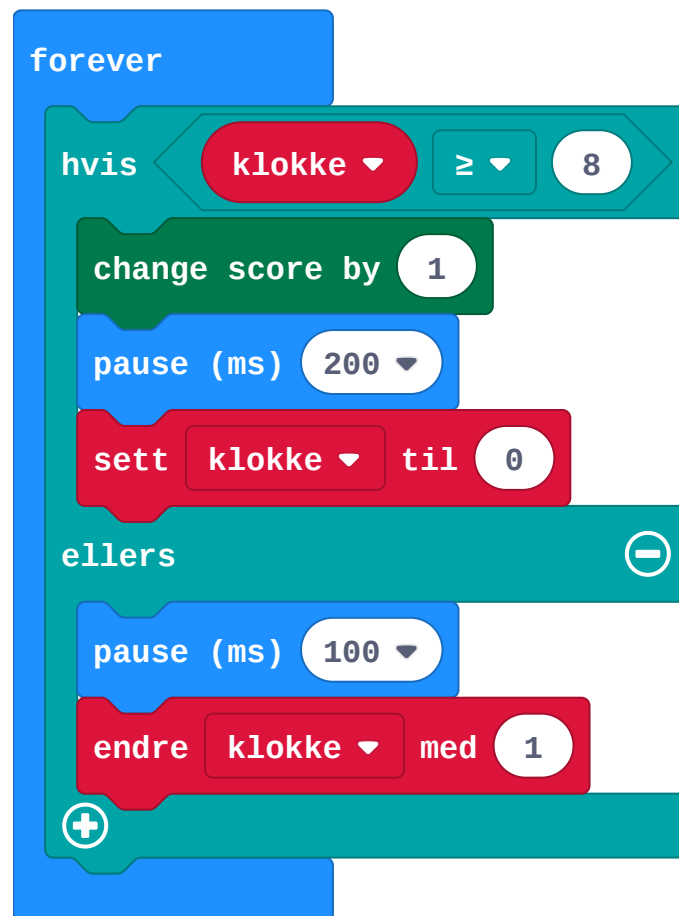 forever
hvis klokke ≥ 8
change score by 1
pause (ms) 200
sett klokke til 0
ellers
pause (ms) 100
endre klokke med 1